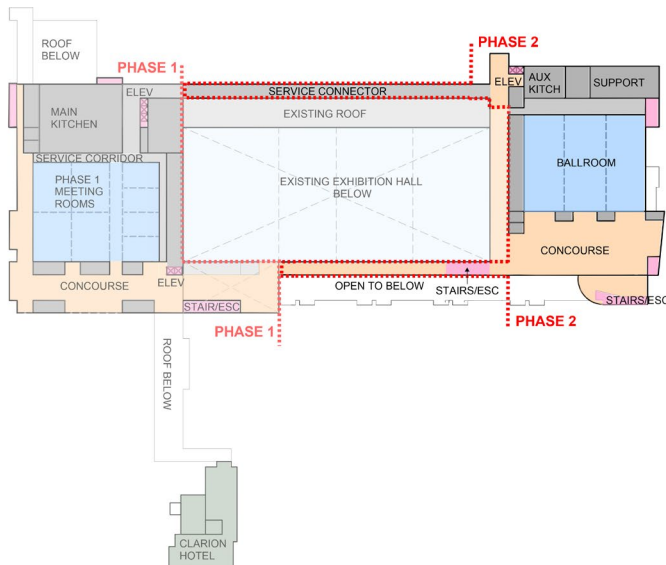 PHASE 2
ROOF
BELOW
PHASE 1
ELEV
AUX
KITCH
SUPPORT
ELEV
SERVICE CONNECTOR
MAIN
KITCHEN
EXISTING ROOF
SERVICE CORRIDOR
BALLROOM
PHASE 1
MEETING
ROOMS
EXISTING EXHIBITION HALL
BELOW
CONCOURSE
ELEV
CONCOURSE
OPEN TO BELOW
STAIRS/ESC
STAIRS/ESC
STAIR/ESC
PHASE 1
PHASE 2
ROOF BELOW
CLARION
HOTEL